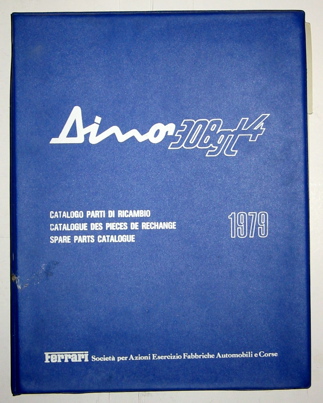 Dino 308 gt4
CATALOGO PARTI DI RICAMBIO
CATALOGUE DES PIECES DE RECHANGE
SPARE PARTS CATALOGUE
1979
Ferrari Società per Azioni Esercizio Fabbriche Automobili e Corse